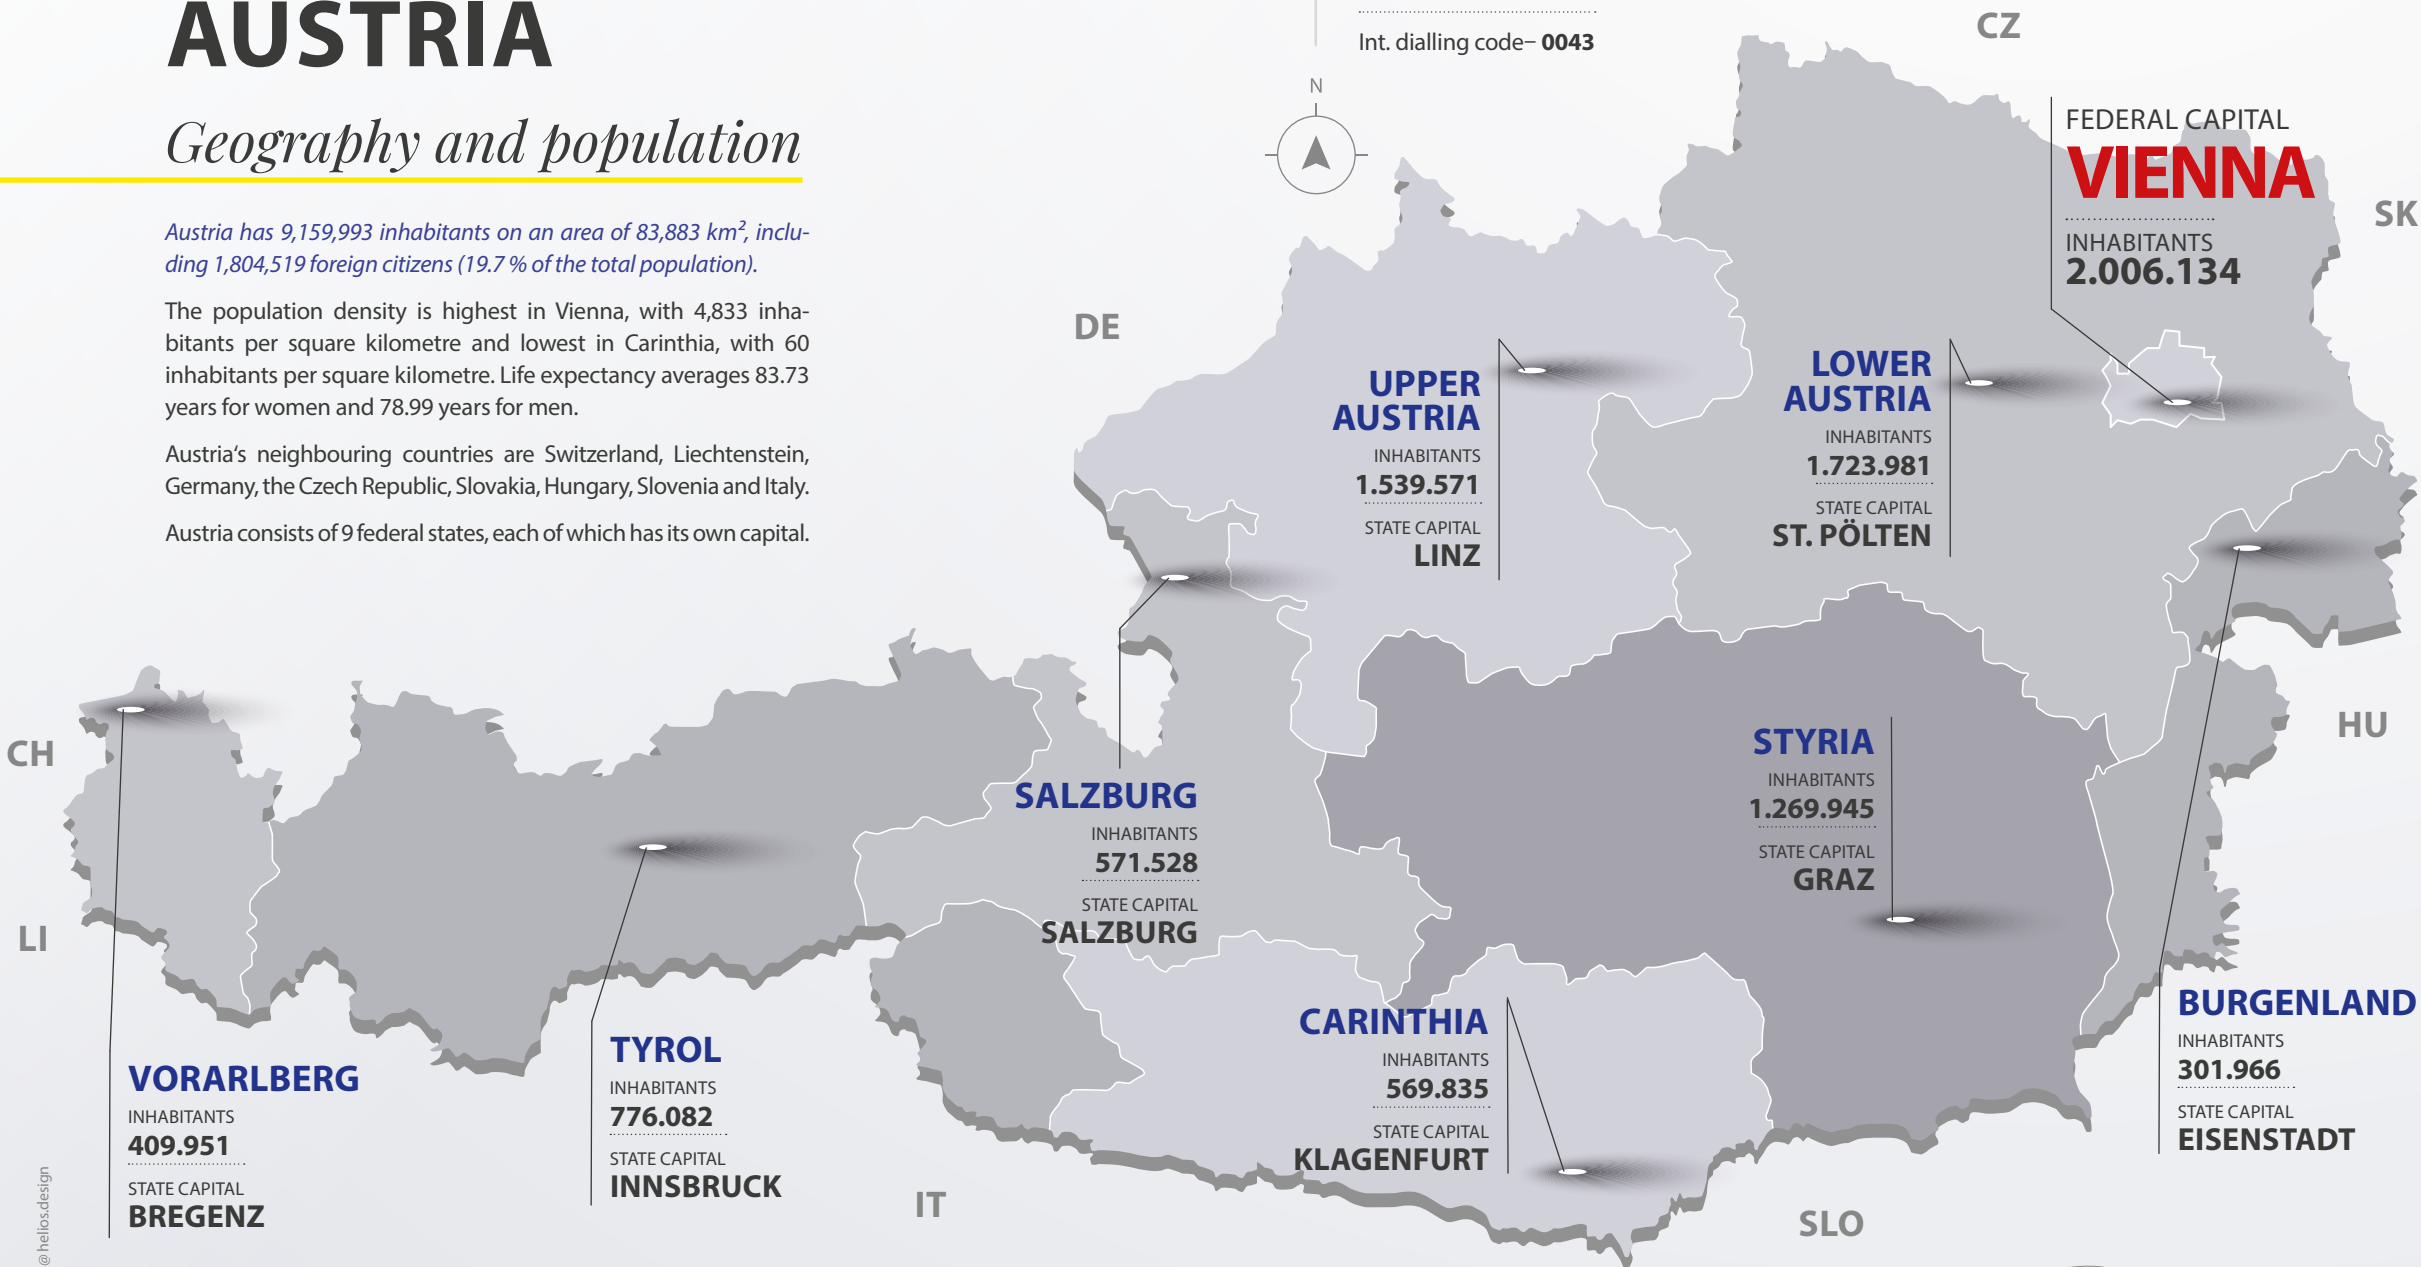 AUSTRIA
Geography and population
Austria has 9,159,993 inhabitants on an area of 83,883 km², inclu-
ding 1,804,519 foreign citizens (19.7 % of the total population).
The population density is highest in Vienna, with 4,833 inha-
bitants per square kilometre and lowest in Carinthia, with 60
inhabitants per square kilometre. Life expectancy averages 83.73
years for women and 78.99 years for men.
Austria‘s neighbouring countries are Switzerland, Liechtenstein,
Germany, the Czech Republic, Slovakia, Hungary, Slovenia and Italy.
Austria consists of 9 federal states, each of which has its own capital.
Int. dialling code– 0043
N
CZ
FEDERAL CAPITAL
VIENNA
INHABITANTS
2.006.134
SK
DE
UPPER
AUSTRIA
INHABITANTS
1.539.571
STATE CAPITAL
LINZ
LOWER
AUSTRIA
INHABITANTS
1.723.981
STATE CAPITAL
ST. PÖLTEN
CH
SALZBURG
INHABITANTS
571.528
STATE CAPITAL
SALZBURG
STYRIA
INHABITANTS
1.269.945
STATE CAPITAL
GRAZ
HU
LI
VORARLBERG
INHABITANTS
409.951
STATE CAPITAL
BREGENZ
TYROL
INHABITANTS
776.082
STATE CAPITAL
INNSBRUCK
IT
CARINTHIA
INHABITANTS
569.835
STATE CAPITAL
KLAGENFURT
SLO
BURGENLAND
INHABITANTS
301.966
STATE CAPITAL
EISENSTADT
@helios.design